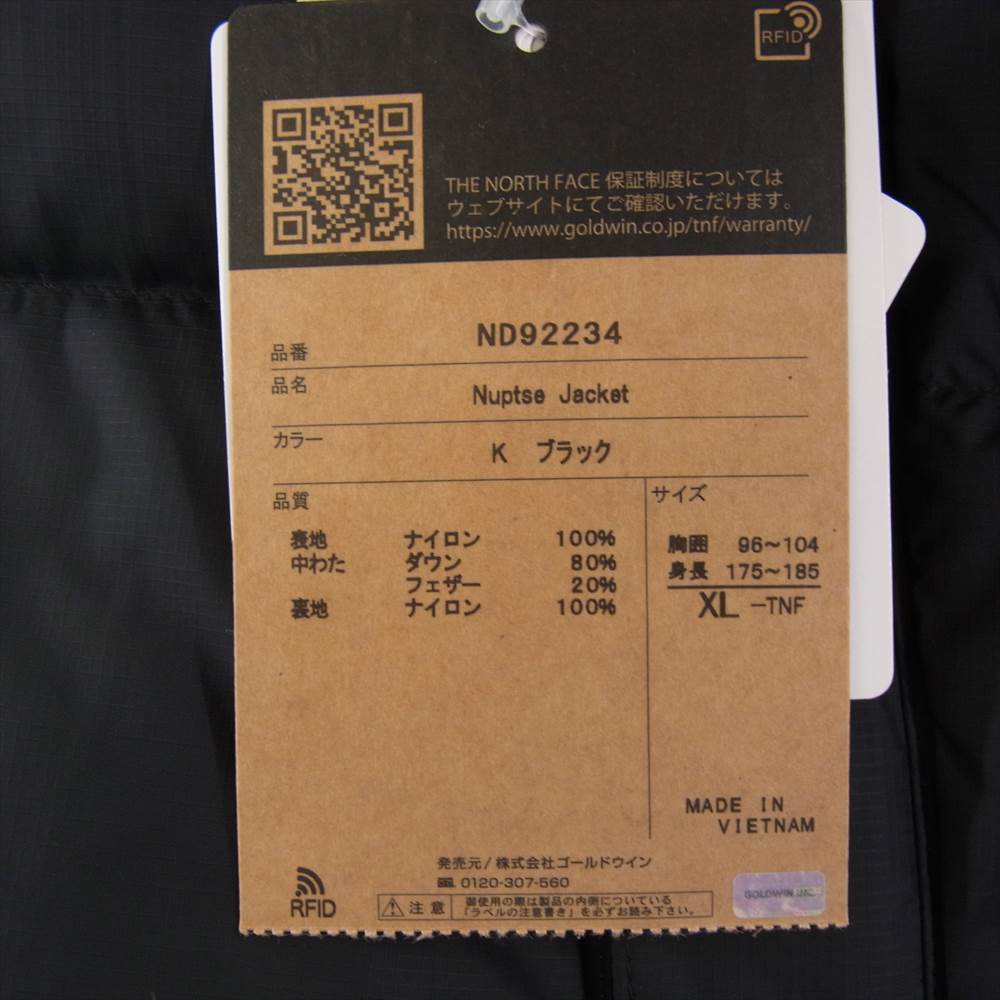 RFID
THE NORTH FACE 保証制度については
ウェブサイトにてご確認いただけます。
https://www.goldwin.co.jp/tnf/warranty/
品番 ND92234
品名 Nuptse Jacket
カラー K ブラック
品質
表地 ナイロン 100%
中わた ダウン 80%
フェザー 20%
裏地 ナイロン 100%
サイズ
胸囲 96~104
身長 175~185
XL -TNF
MADE IN
VIETNAM
発売元/株式会社ゴールドウイン
0120-307-560
RFID
注意
御使用の際は製品の内側についている
「ラベルの注意書き」を必ずお読み下さい。
GOLDWIN INC